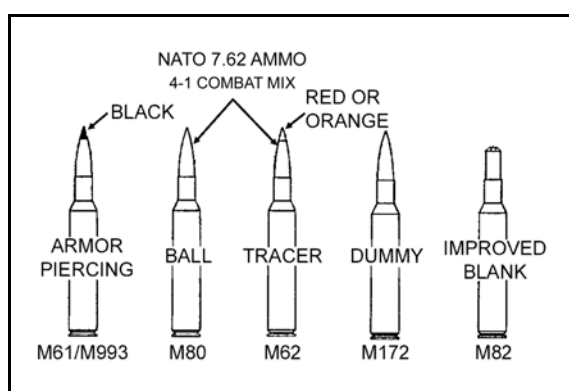 NATO 7.62 AMMO
4-1 COMBAT MIX
BLACK
RED OR
ORANGE
ARMOR
PIERCING
BALL
TRACER
DUMMY
IMPROVED
BLANK
M61/M993
M80
M62
M172
M82